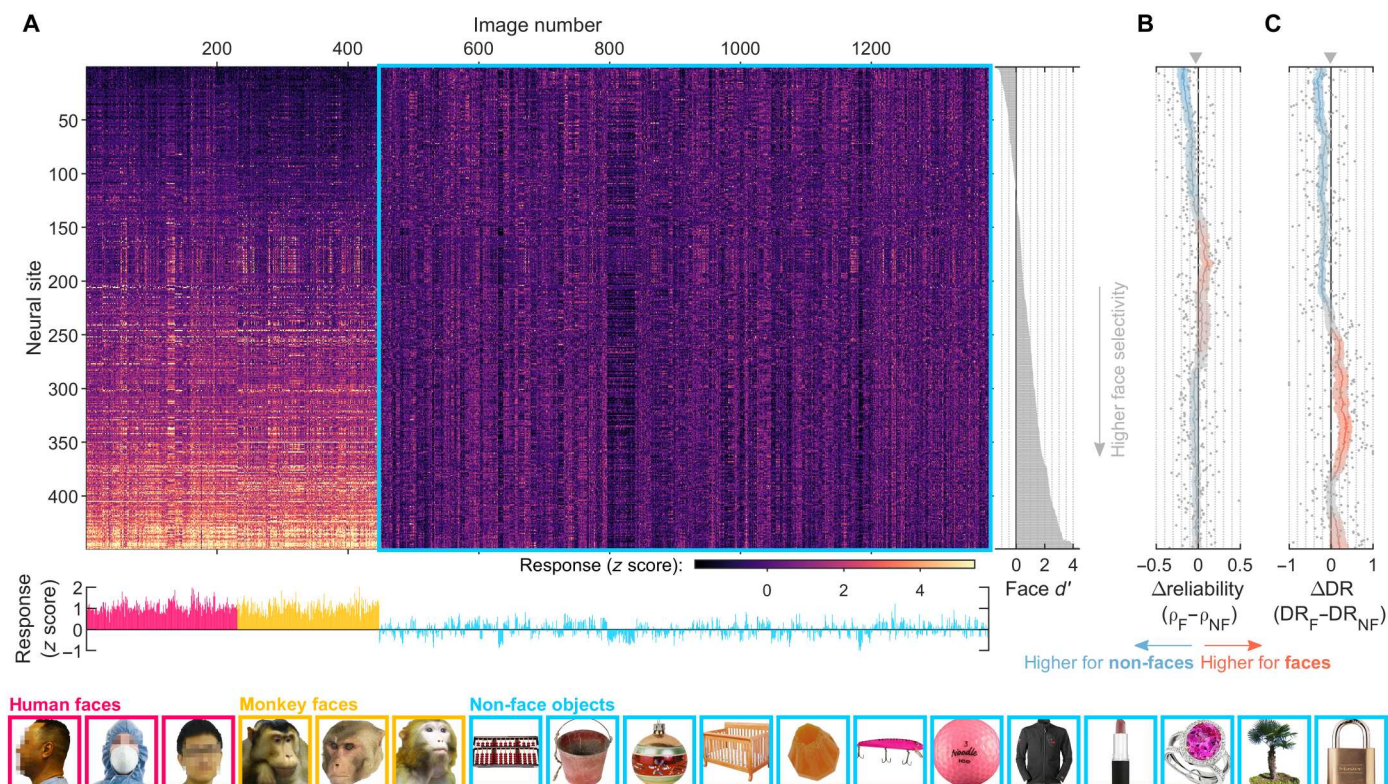 A
B
C
Image number
200
400
600
800
1000
1200
Neural site
50
100
150
200
250
300
350
400
Higher face selectivity
Response (z score):
0
2
4
0
2
4
Face d′
−0.5
0
0.5
Δreliability
(ρF−ρNF)
−1
0
1
ΔDR
(DRF−DRNF)
Higher for non-faces
Higher for faces
Response
(z score)
2
1
0
−1
Human faces
Monkey faces
Non-face objects
3
Noodle